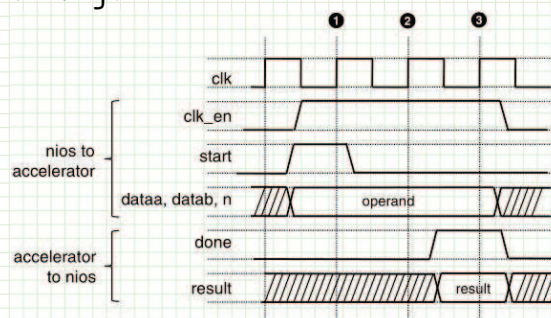 1 2 3
clk
clk_en
nios to
accelerator
start
dataa, datab, n
operand
done
accelerator
to nios
result
result